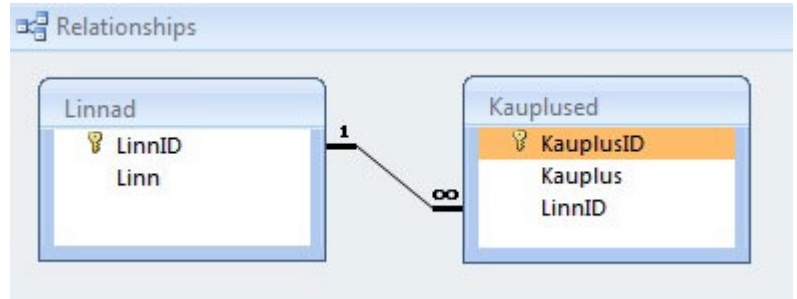 Relationships
Linnad
LinnID
Linn
1
∞
Kauplused
KauplusID
Kauplus
LinnID